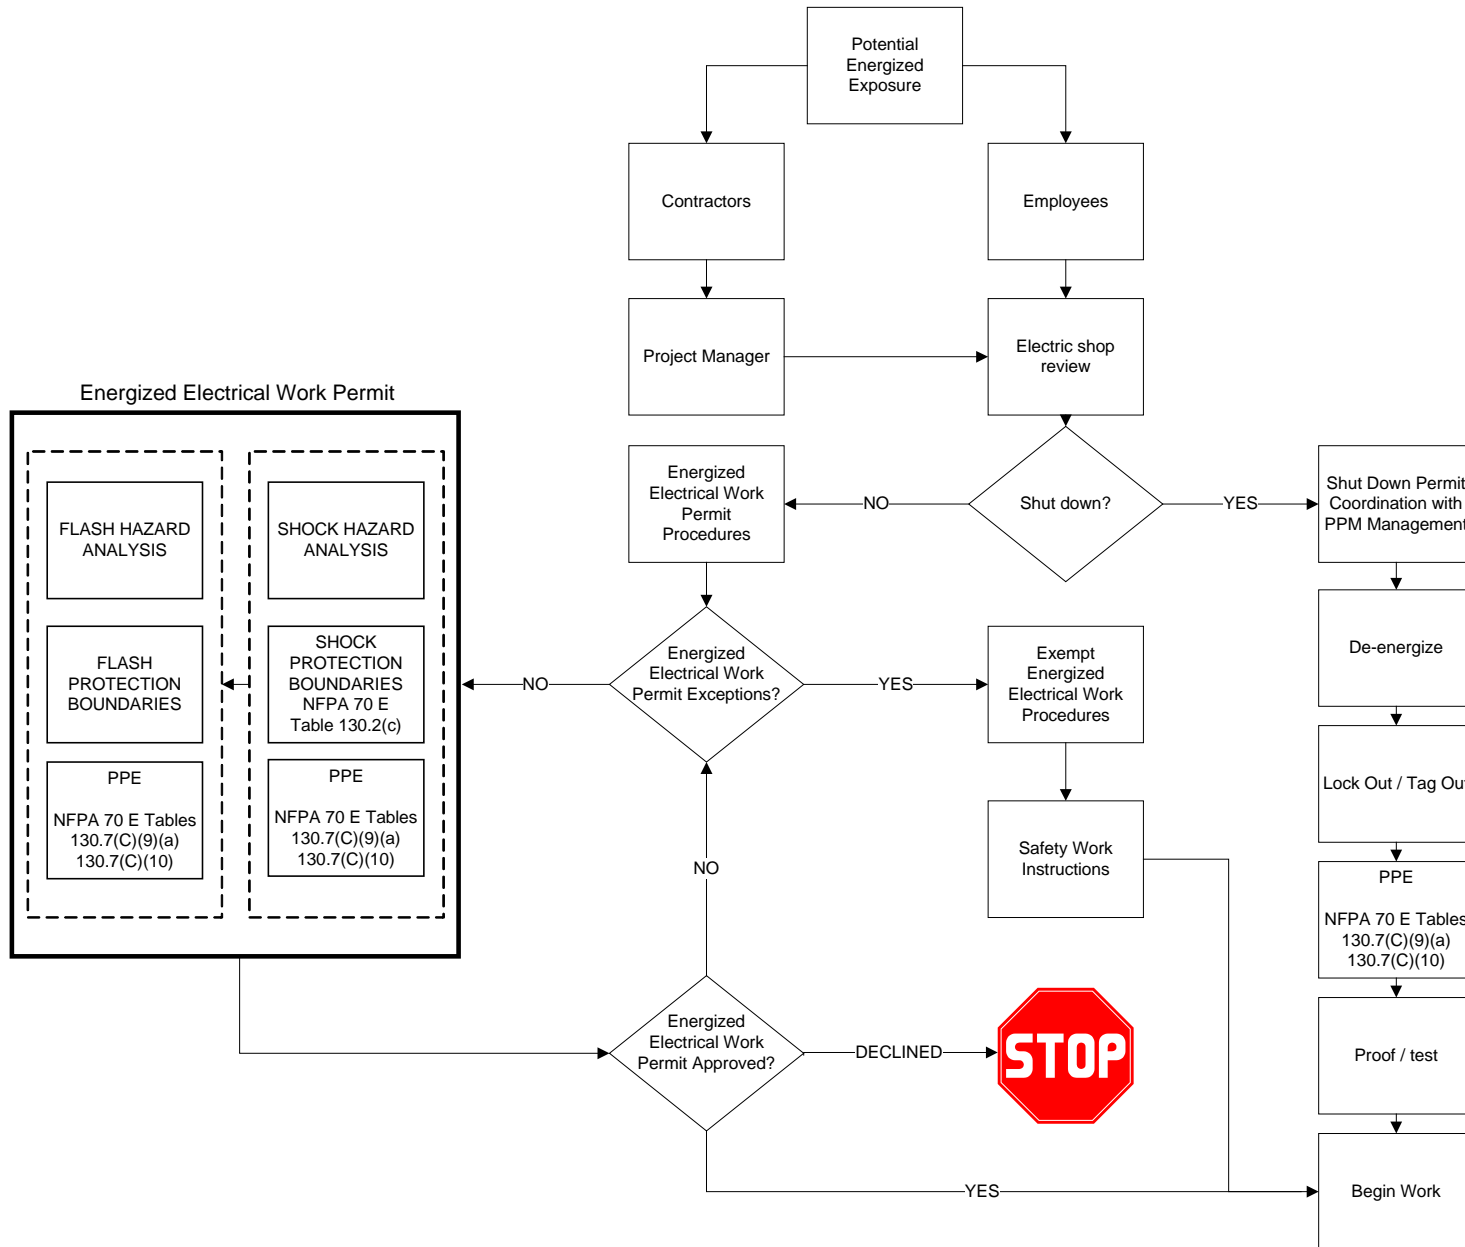 Potential
Energized
Exposure
Contractors
Employees
Project Manager
Electric shop
review
Energized Electrical Work Permit
Energized
Electrical Work
Permit
Procedures
NO
Shut down?
YES
Shut Down Permit
Coordination with
PPM Management
FLASH HAZARD
ANALYSIS
SHOCK HAZARD
ANALYSIS
De-energize
FLASH
PROTECTION
BOUNDARIES
SHOCK
PROTECTION
BOUNDARIES
NFPA 70 E
Table 130.2(c)
NO
Energized
Electrical Work
Permit Exceptions?
YES
Exempt
Energized
Electrical Work
Procedures
Lock Out / Tag Out
PPE
NFPA 70 E Tables
130.7(C)(9)(a)
130.7(C)(10)
PPE
NFPA 70 E Tables
130.7(C)(9)(a)
130.7(C)(10)
NO
Safety Work
Instructions
PPE
NFPA 70 E Tables
130.7(C)(9)(a)
130.7(C)(10)
Energized
Electrical Work
Permit Approved?
DECLINED
STOP
Proof / test
YES
Begin Work